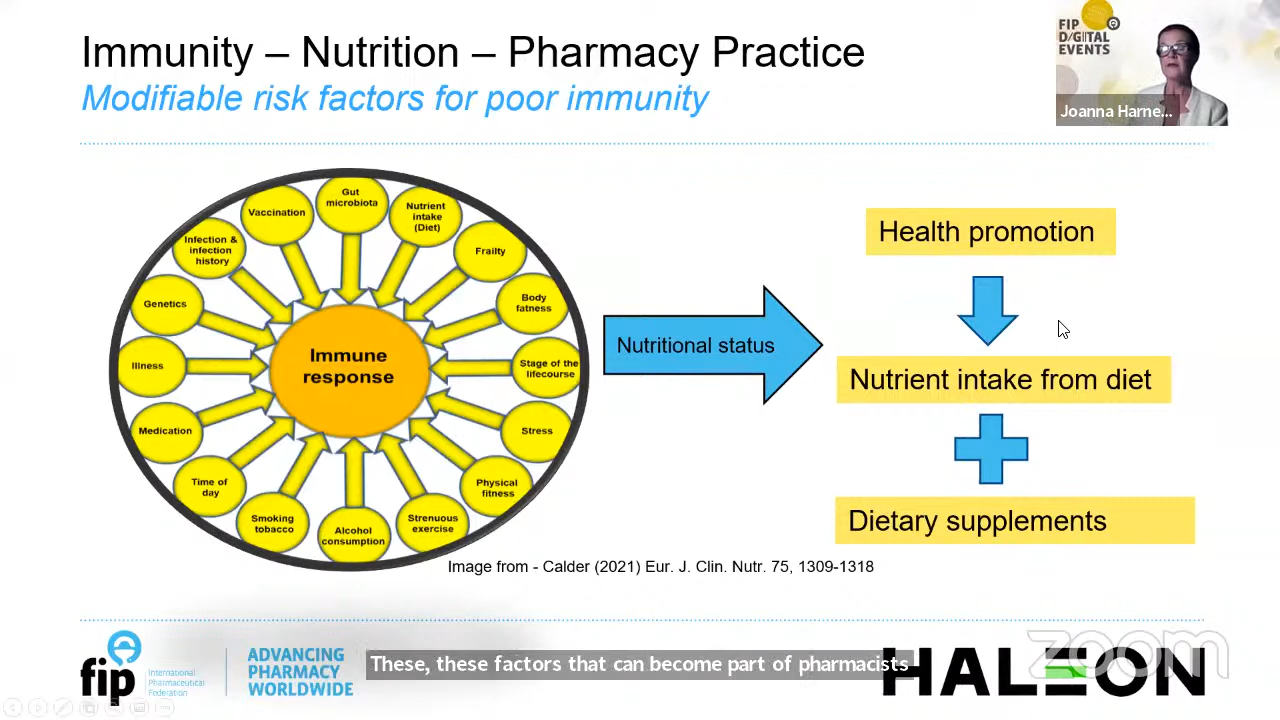 Immunity – Nutrition – Pharmacy Practice
Modifiable risk factors for poor immunity
FIP
DIGITAL
EVENTS
Joanna Harne...
Gut
microbiota
Nutrient
intake
(Diet)
Frailty
Body
fatness
Stage of the
lifecourse
Stress
Physical
fitness
Strenuous
exercise
Alcohol
consumption
Smoking
tobacco
Time of
day
Medication
Illness
Genetics
Infection &
infection
history
Vaccination
Immune
response
Nutritional status
Health promotion
Nutrient intake from diet
Dietary supplements
Image from - Calder (2021) Eur. J. Clin. Nutr. 75, 1309-1318
fip
International
Pharmaceutical
Federation
ADVANCING
PHARMACY
WORLDWIDE
These, these factors that can become part of pharmacists
HALEON
zoom